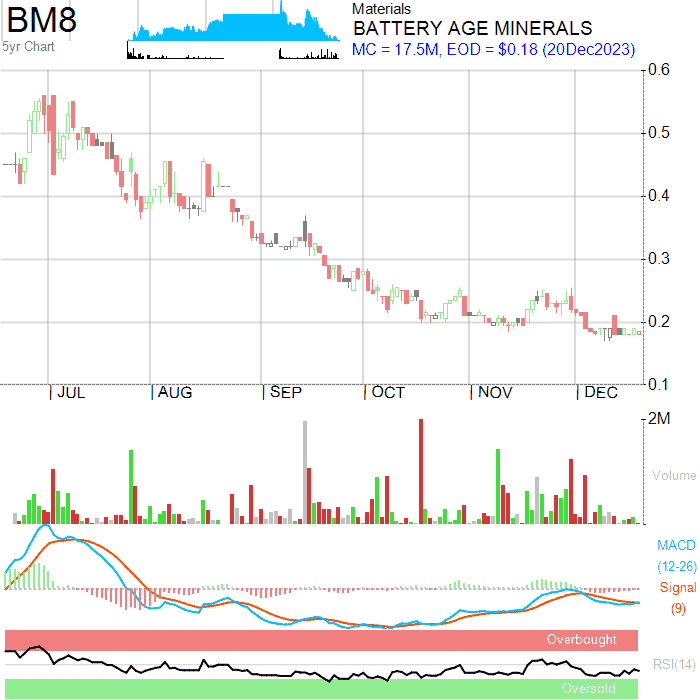 BM8
5yr Chart
Materials
BATTERY AGE MINERALS
MC = 17.5M, EOD = $0.18 (20Dec2023)
0.6
0.5
0.4
0.3
0.2
0.1
JUL AUG SEP OCT NOV DEC
2M
Volume
MACD
(12-26)
Signal
(9)
Overbought
RSI(14)
Oversold